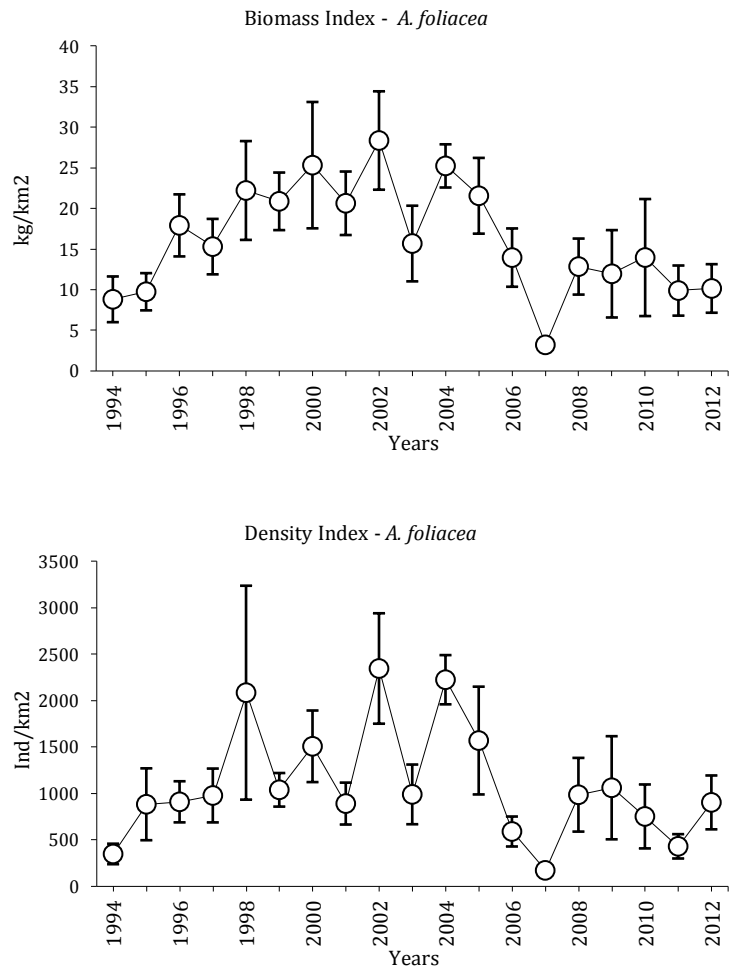 Biomass Index - A. foliacea
40
35
30
25
20
15
10
5
0
kg/km2
1994 1996 1998 2000 2002 2004 2006 2008 2010 2012
Years
Density Index - A. foliacea
3500
3000
2500
2000
1500
1000
500
0
Ind/km2
1994 1996 1998 2000 2002 2004 2006 2008 2010 2012
Years